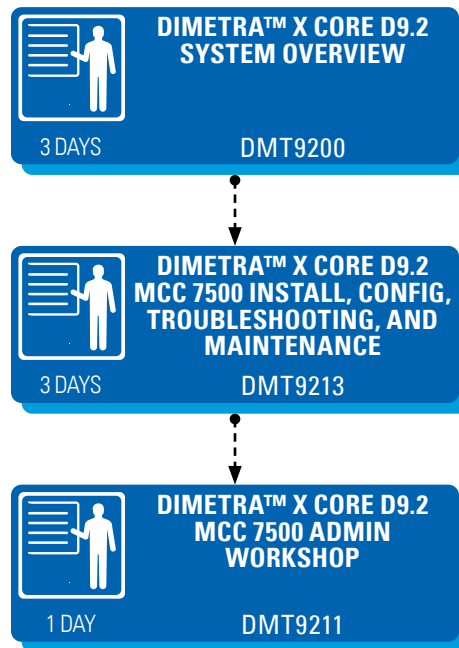 DIMETRA™ X CORE D9.2
SYSTEM OVERVIEW
3 DAYS
DMT9200
DIMETRA™ X CORE D9.2
MCC 7500 INSTALL, CONFIG,
TROUBLESHOOTING, AND
MAINTENANCE
3 DAYS
DMT9213
DIMETRA™ X CORE D9.2
MCC 7500 ADMIN
WORKSHOP
1 DAY
DMT9211